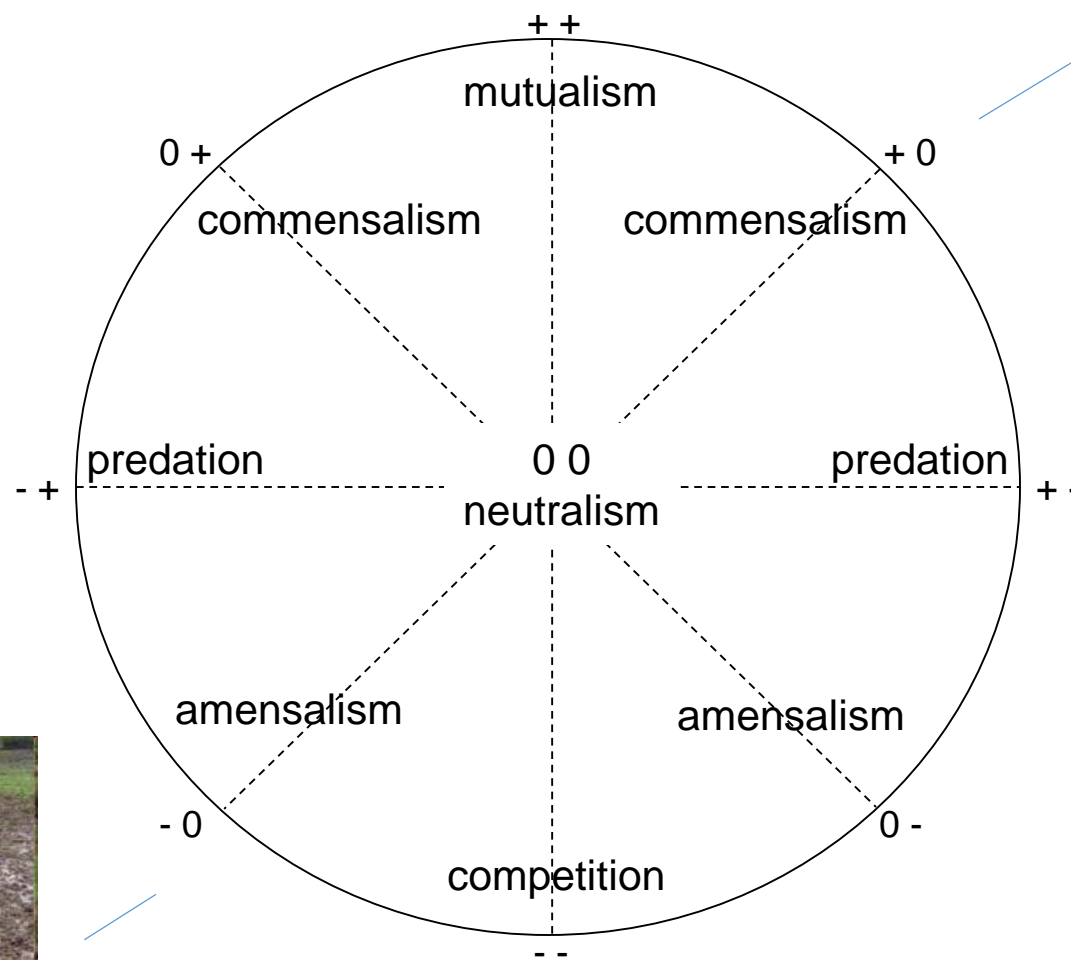 + +
mutualism
0 +
+ 0
commensalism
commensalism
predation
0 0
predation
- +
+ -
neutralism
amensalism
amensalism
- 0
0 -
competition
- -